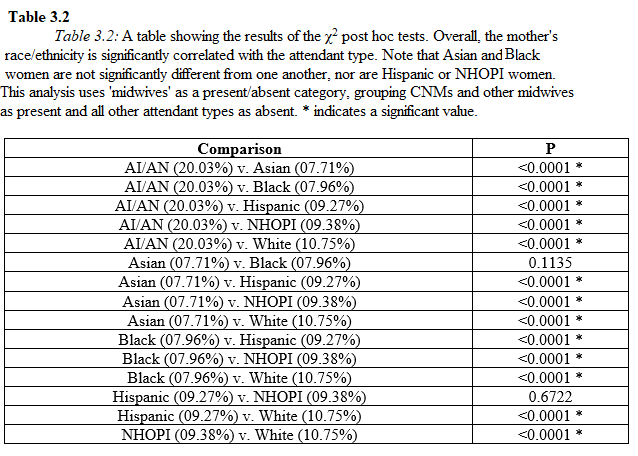 Table 3.2
Table 3.2: A table showing the results of the χ² post hoc tests. Overall, the mother's
race/ethnicity is significantly correlated with the attendant type. Note that Asian and Black
women are not significantly different from one another, nor are Hispanic or NHOPI women.
This analysis uses 'midwives' as a present/absent category, grouping CNMs and other midwives
as present and all other attendant types as absent. * indicates a significant value.
Comparison P
AI/AN (20.03%) v. Asian (07.71%) <0.0001 *
AI/AN (20.03%) v. Black (07.96%) <0.0001 *
AI/AN (20.03%) v. Hispanic (09.27%) <0.0001 *
AI/AN (20.03%) v. NHOPI (09.38%) <0.0001 *
AI/AN (20.03%) v. White (10.75%) <0.0001 *
Asian (07.71%) v. Black (07.96%) 0.1135
Asian (07.71%) v. Hispanic (09.27%) <0.0001 *
Asian (07.71%) v. NHOPI (09.38%) <0.0001 *
Asian (07.71%) v. White (10.75%) <0.0001 *
Black (07.96%) v. Hispanic (09.27%) <0.0001 *
Black (07.96%) v. NHOPI (09.38%) <0.0001 *
Black (07.96%) v. White (10.75%) <0.0001 *
Hispanic (09.27%) v. NHOPI (09.38%) 0.6722
Hispanic (09.27%) v. White (10.75%) <0.0001 *
NHOPI (09.38%) v. White (10.75%) <0.0001 *